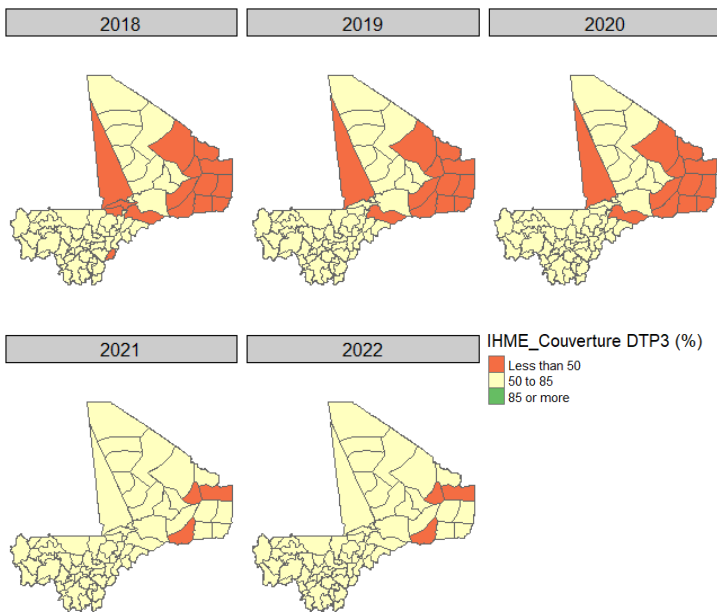 2018
2019
2020
2021
2022
IHME_Couverture DTP3 (%)
Less than 50
50 to 85
85 or more